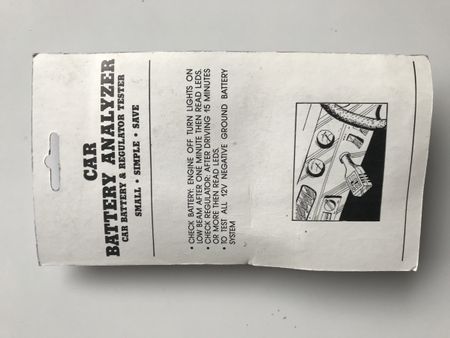 CAR
BATTERY ANALYZER
CAR BATTERY & REGULATOR TESTER
SMALL • SIMPLE • SAVE
• CHECK BATTERY: ENGINE OFF TURN LIGHTS ON
LOW BEAM AFTER ONE MINUTE THEN READ LEDS.
• CHECK REGULATOR: AFTER DRIVING 15 MINUTES
OR MORE THEN READ LEDS.
• TO TEST ALL 12V NEGATIVE GROUND BATTERY
SYSTEM